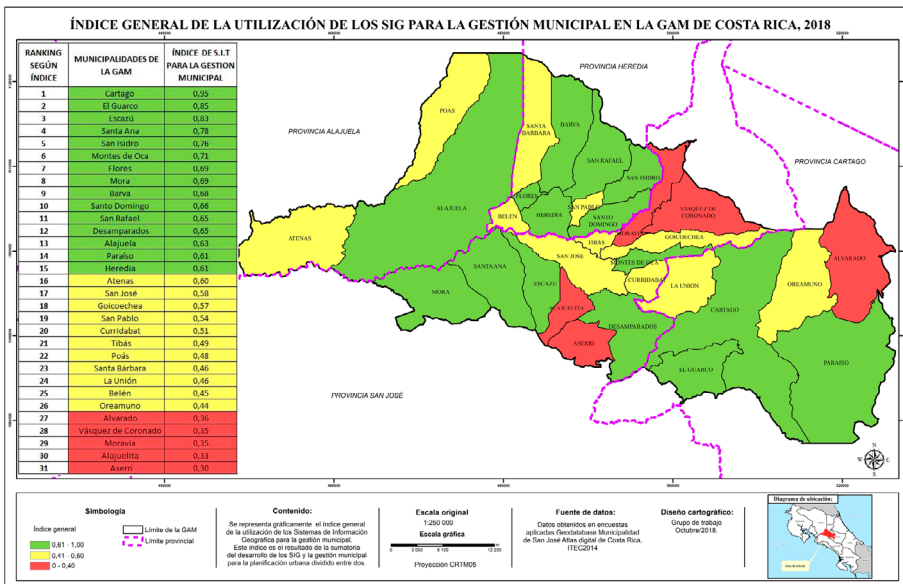 ÍNDICE GENERAL DE LA UTILIZACIÓN DE LOS SIG PARA LA GESTIÓN MUNICIPAL EN LA GAM DE COSTA RICA, 2018
RANKING SEGÚN ÍNDICE MUNICIPALIDADES DE LA GAM ÍNDICE DE S.I.T PARA LA GESTION MUNICIPAL
1 Cartago 0,95
2 El Guarco 0,85
3 Escazú 0,83
4 Santa Ana 0,78
5 San Isidro 0,76
6 Montes de Oca 0,71
7 Flores 0,69
8 Mora 0,69
9 Barva 0,68
10 Santo Domingo 0,66
11 San Rafael 0,65
12 Desamparados 0,65
13 Alajuela 0,63
14 Paraíso 0,61
15 Heredia 0,61
16 Atenas 0,60
17 San José 0,58
18 Goicoechea 0,57
19 San Pablo 0,54
20 Curridabat 0,51
21 Tibás 0,49
22 Poás 0,48
23 Santa Bárbara 0,46
24 La Unión 0,46
25 Belén 0,45
26 Oreamuno 0,44
27 Alvarado 0,36
28 Vásquez de Coronado 0,35
29 Moravia 0,35
30 Alajuelita 0,33
31 Aserrí 0,30
PROVINCIA HEREDIA
PROVINCIA ALAJUELA
PROVINCIA CARTAGO
PROVINCIA SAN JOSÉ
POAS
SANTA
BARBARA
BARVA
SAN RAFAEL
SAN ISIDRO
FLORES
HEREDIA
SAN PABLO
SANTO
DOMINGO
ALAJUELA
BELEN
ATENAS
VASQUEZ DE
CORONADO
MORAVIA
GOICOECHEA
TIBAS
SAN JOSE
MONTES DE OCA
CURRIDABAT
LA UNION
SANTA ANA
ESCAZU
MORA
ALAJUELITA
ASERRI
DESAMPARADOS
CARTAGO
EL GUARCO
OREAMUNO
ALVARADO
PARAISO
N
W E
S
Simbología
Índice general
0,61 - 1,00
0,41 - 0,60
0 - 0,40
Límite de la GAM
Límite provincial
Contenido:
Se representa gráficamente el índice general
de la utilización de los Sistemas de Información
Geografica para la gestión municipal.
Este índice es el resultado de la sumatoria
del desarrollo de los SIG y la gestión municipal
para la planificación urbana dividido entre dos.
Escala original
1:250 000
Escala gráfica
Proyección CRTM05
Fuente de datos:
Datos obtenidos en encuestas
aplicadas Geodatabase Municipalidad
de San José Atlas digital de Costa Rica,
ITEC2014
Diseño cartográfico:
Grupo de trabajo
Octubre/2018.
Diagrama de ubicación: